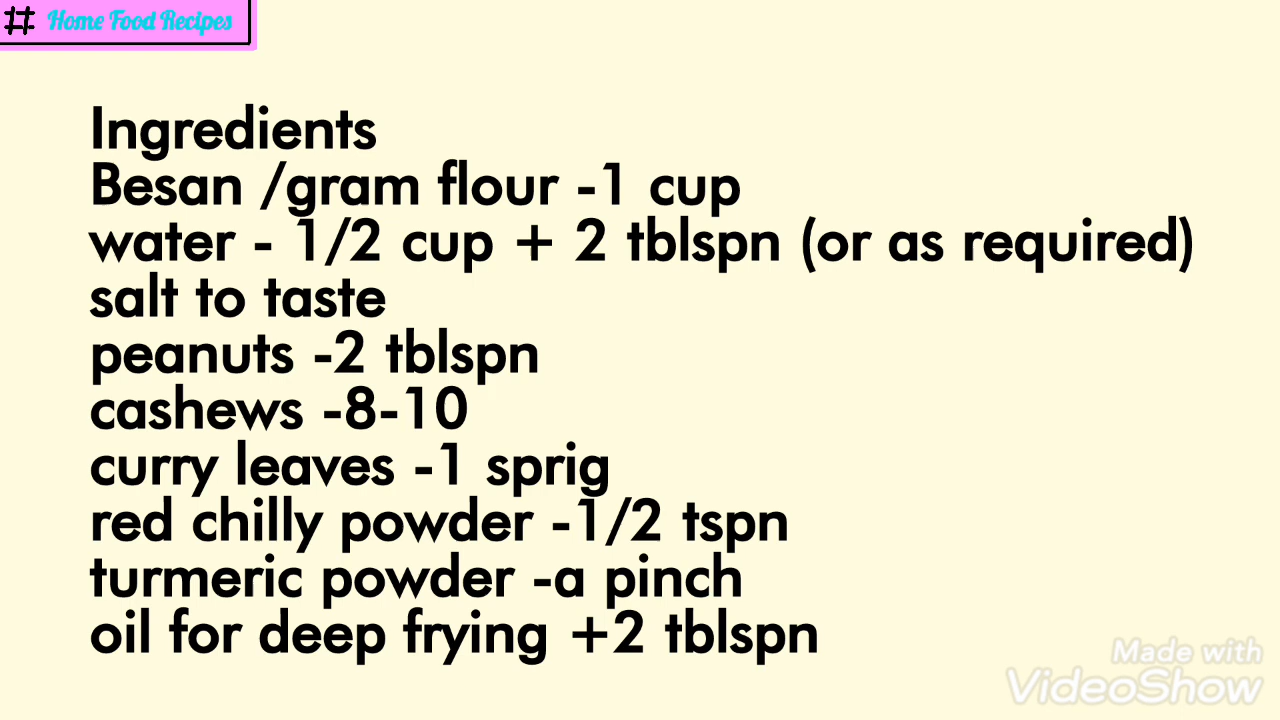 # Home Food Recipes
Ingredients
Besan /gram flour -1 cup
water - 1/2 cup + 2 tblspn (or as required)
salt to taste
peanuts -2 tblspn
cashews -8-10
curry leaves -1 sprig
red chilly powder -1/2 tspn
turmeric powder -a pinch
oil for deep frying +2 tblspn
Made with
VideoShow